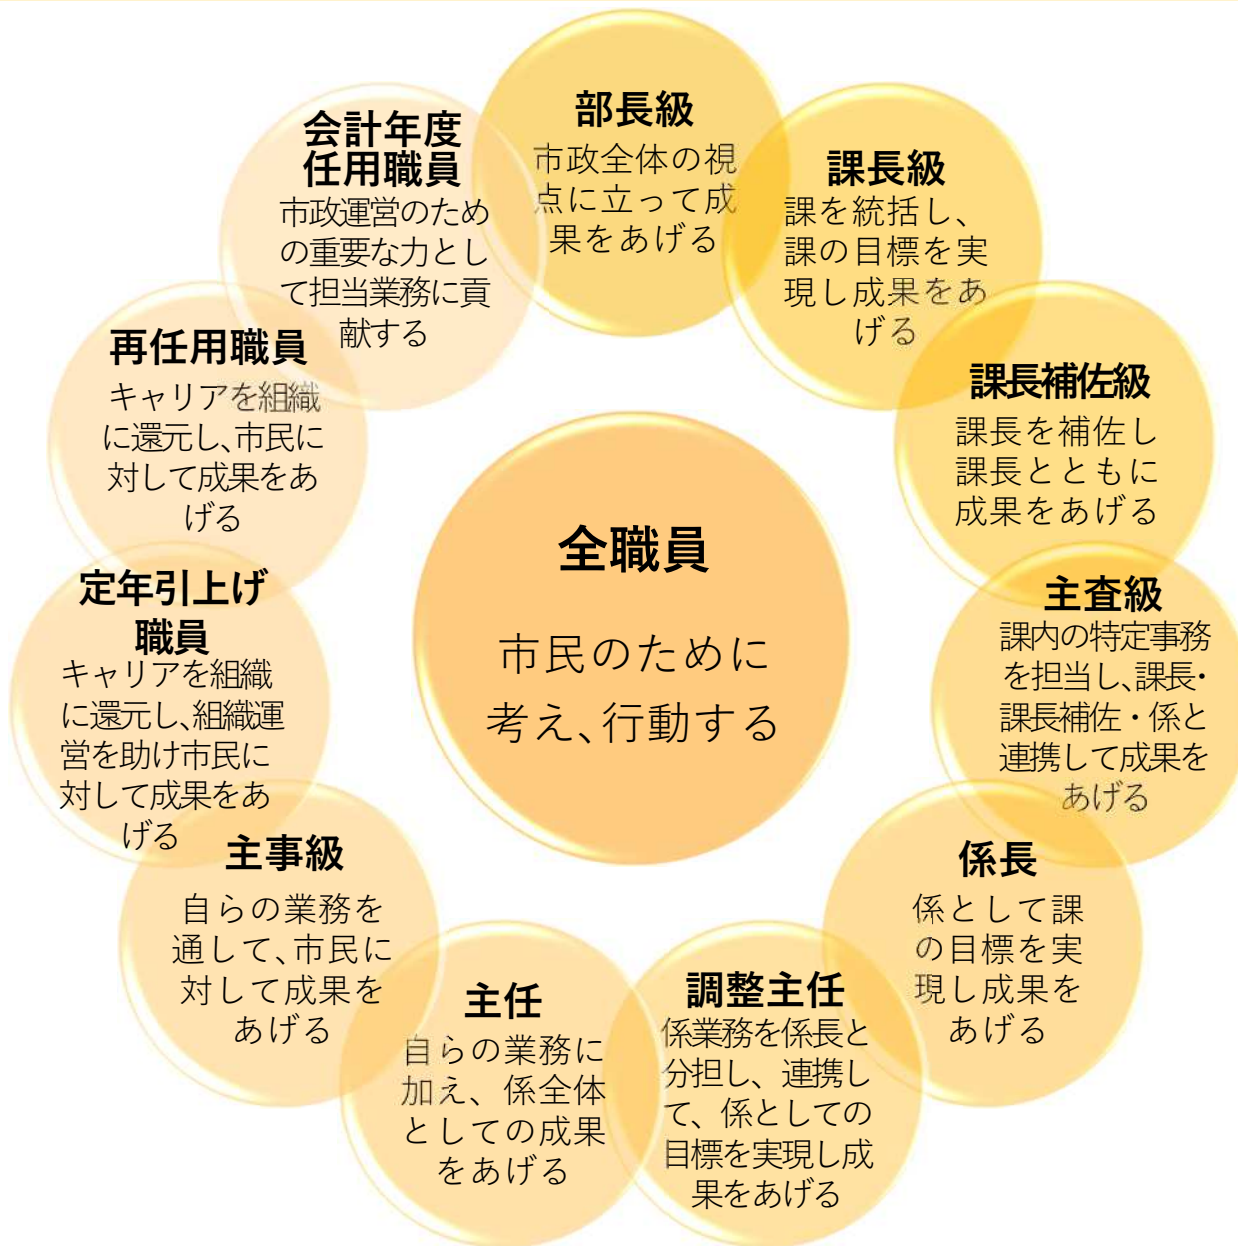 部長級
市政全体の視
点に立って成
果をあげる
課長級
課を統括し、
課の目標を実
現し成果をあ
げる
課長補佐級
課長を補佐し
課長とともに
成果をあげる
主査級
課内の特定事務
を担当し、課長・
課長補佐・係と
連携して成果を
あげる
係長
係として課
の目標を実
現し成果を
あげる
調整主任
係業務を係長と
分担し、連携し
て、係としての
目標を実現し成
果をあげる
主任
自らの業務に
加え、係全体
としての成果
をあげる
主事級
自らの業務を
通して、市民に
対して成果を
あげる
定年引上げ
職員
キャリアを組織
に還元し、組織運
営を助け市民に
対して成果をあ
げる
再任用職員
キャリアを組織
に還元し、市民に
対して成果をあ
げる
会計年度
任用職員
市政運営のため
の重要な力とし
て担当業務に貢
献する
全職員
市民のために
考え、行動する